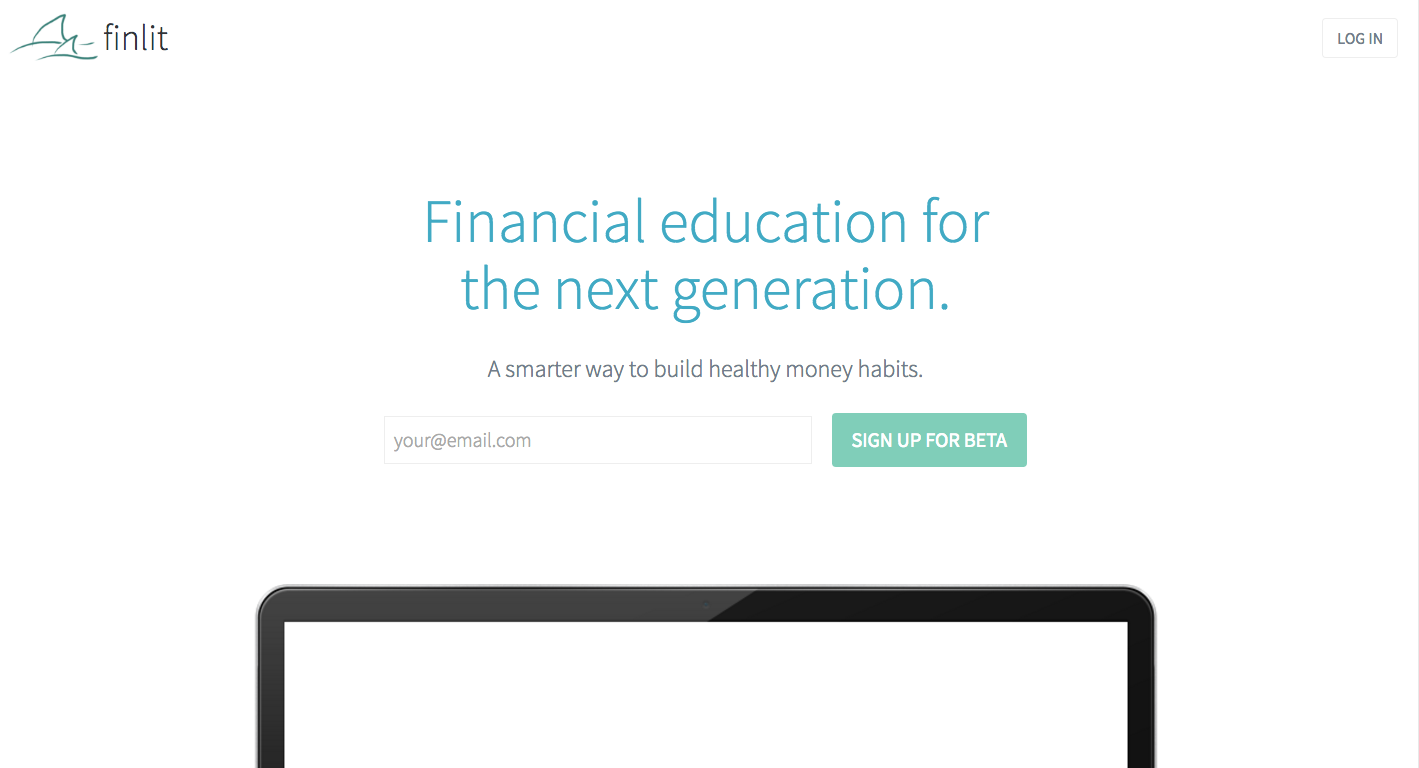 finlit
LOG IN
Financial education for
the next generation.
A smarter way to build healthy money habits.
your@email.com
SIGN UP FOR BETA